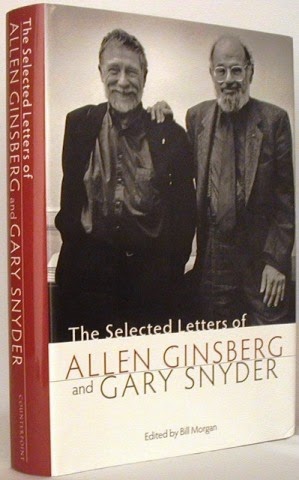 The Selected Letters of
ALLEN GINSBERG and GARY SNYDER
COUNTERPOINT
The Selected Letters of
ALLEN GINSBERG
and GARY SNYDER
Edited by Bill Morgan